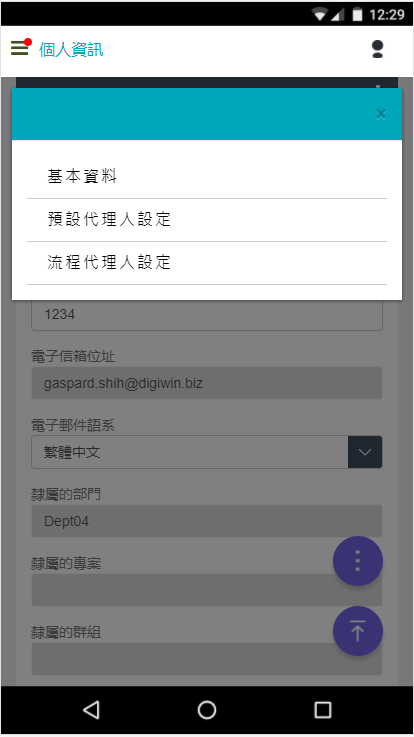 12:29
個人資訊
×
基本資料
預設代理人設定
流程代理人設定
1234
電子信箱位址
gaspard.shih@digiwin.biz
電子郵件語系
繁體中文
隸屬的部門
Dept04
隸屬的專案
隸屬的群組